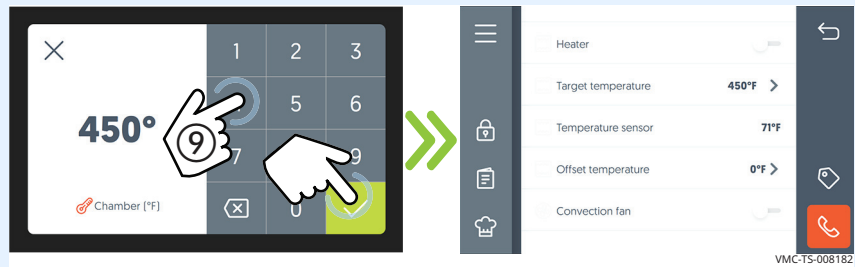 1 2 3
450°
5 6
9
7 9
0
Chamber (°F)
Heater
Target temperature 450°F
Temperature sensor 71°F
Offset temperature 0°F
Convection fan
VMC-TS-008182